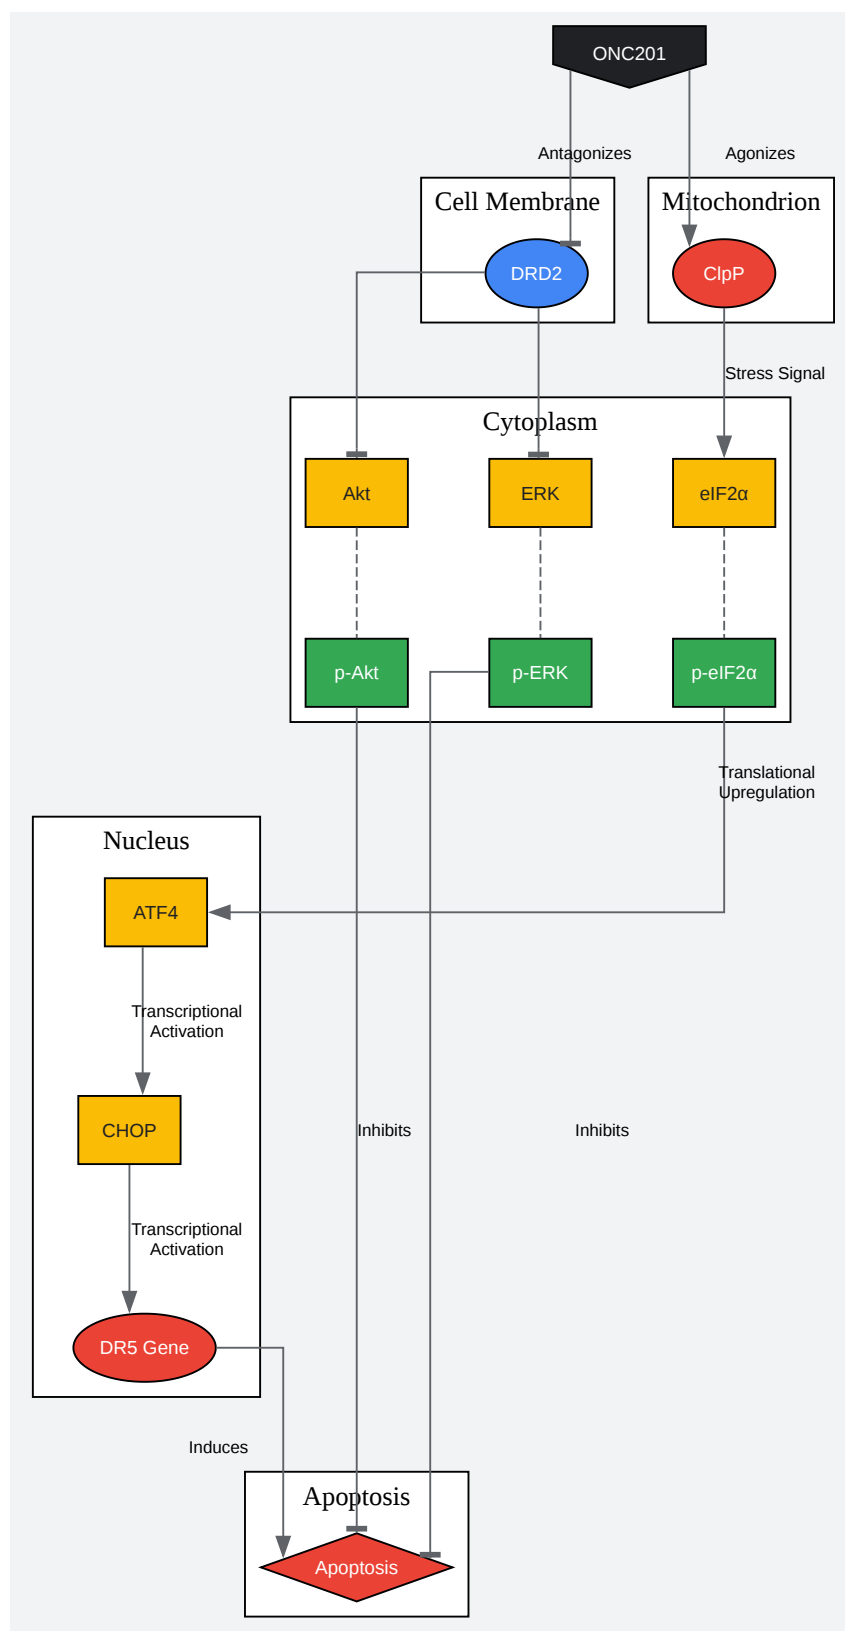 ONC201
Antagonizes
Agonizes
Cell Membrane
Mitochondrion
DRD2
ClpP
Stress Signal
Cytoplasm
Akt
ERK
eIF2α
p-Akt
p-ERK
p-eIF2α
Translational
Upregulation
Nucleus
ATF4
Transcriptional
Activation
CHOP
Inhibits
Inhibits
Transcriptional
Activation
DR5 Gene
Induces
Apoptosis
Apoptosis